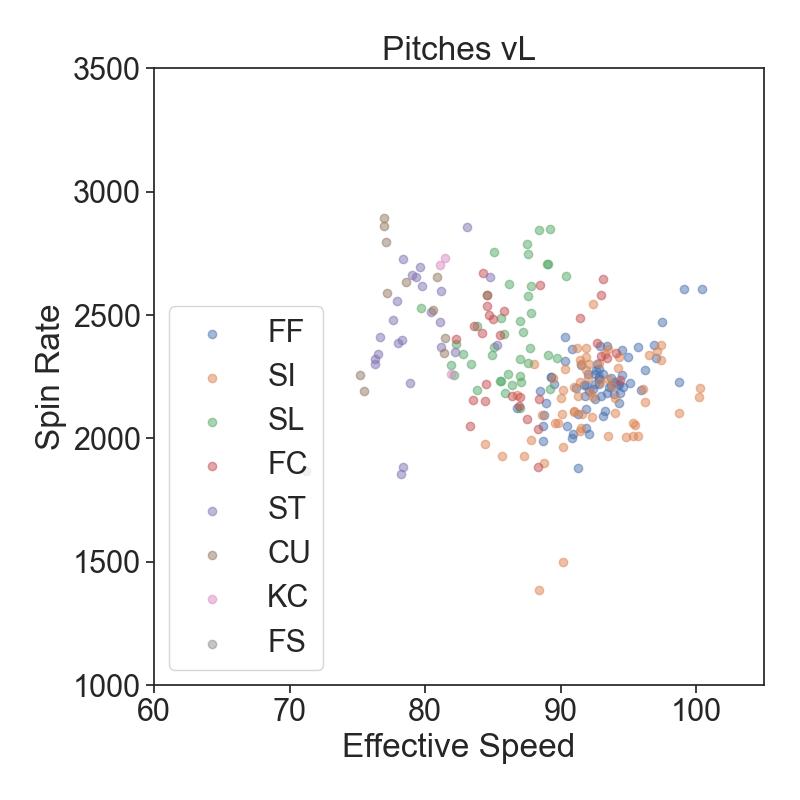 Pitches vL
3500
3000
2500
2000
1500
1000
Spin Rate
FF
SI
SL
FC
ST
CU
KC
FS
60 70 80 90 100
Effective Speed